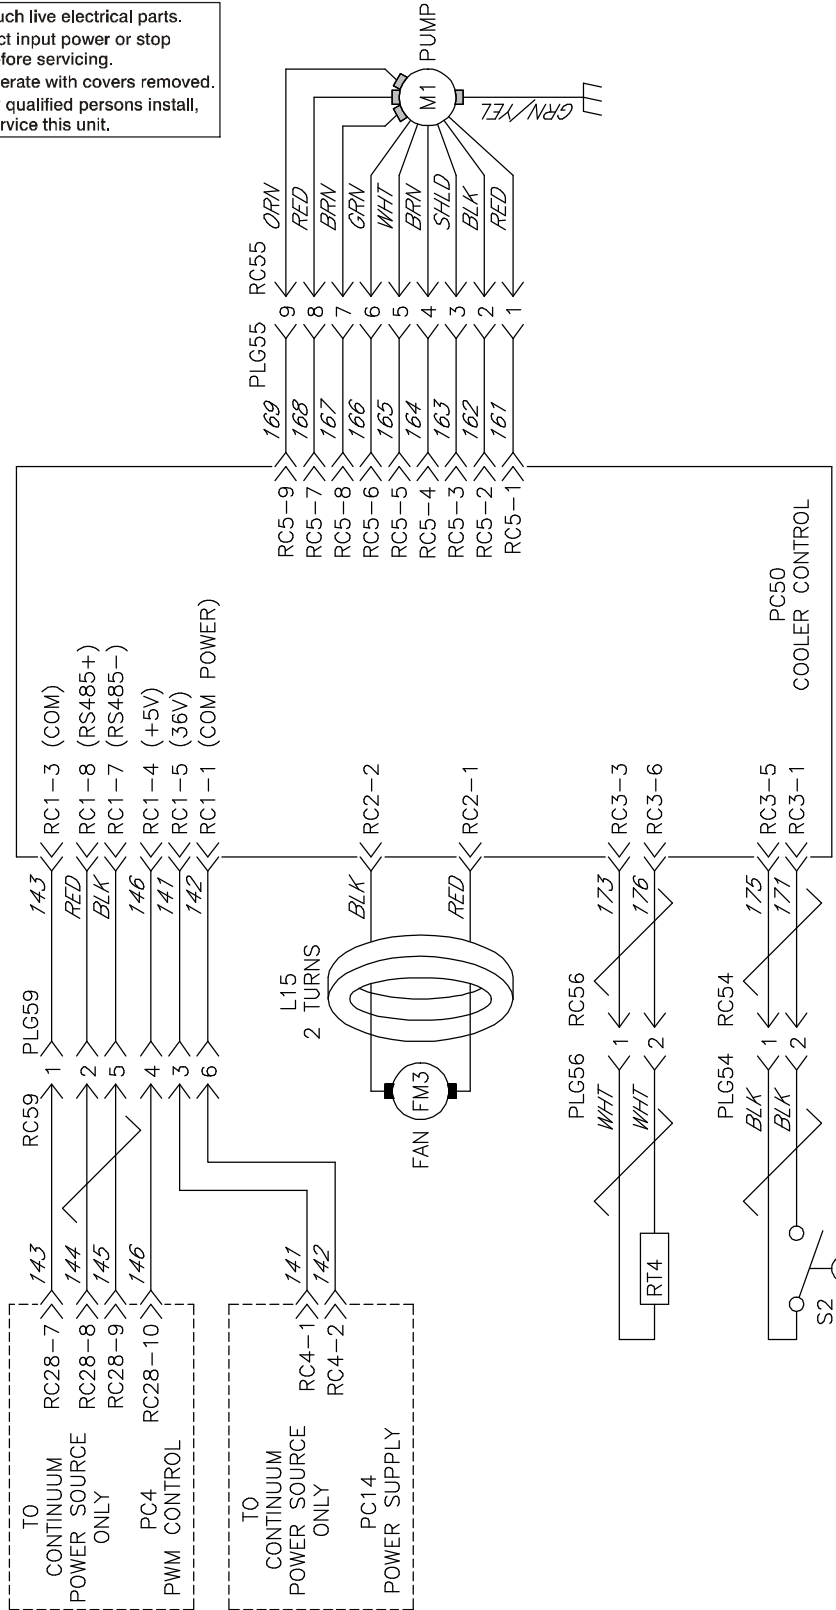 uch live electrical parts.
ct input power or stop
efore servicing.
erate with covers removed.
qualified persons install,
rvice this unit.
PUMP
M1
GRN/YEL
ORN
RED
BRN
GRN
WHT
BRN
SHLD
BLK
RED
RC55
9
8
7
6
5
4
3
2
1
PLG55
169
168
167
166
165
164
163
162
161
RC5-9
RC5-7
RC5-8
RC5-6
RC5-5
RC5-4
RC5-3
RC5-2
RC5-1
PC50
COOLER CONTROL
RC1-3 (COM)
RC1-8 (RS485+)
RC1-7 (RS485-)
RC1-4 (+5V)
RC1-5 (36V)
RC1-1 (COM POWER)
RC2-2
RC2-1
RC3-3
RC3-6
RC3-5
RC3-1
143
RED
BLK
146
141
142
BLK
RED
173
176
175
171
PLG59
1
2
5
4
3
6
RC59
L15
2 TURNS
FAN
FM3
RC56
1
2
PLG56
WHT
WHT
RT4
RC54
1
2
PLG54
BLK
BLK
S2
143
144
145
146
RC28-7
RC28-8
RC28-9
RC28-10
TO
CONTINUUM
POWER SOURCE
ONLY
PC4
PWM CONTROL
141
142
RC4-1
RC4-2
TO
CONTINUUM
POWER SOURCE
ONLY
PC14
POWER SUPPLY